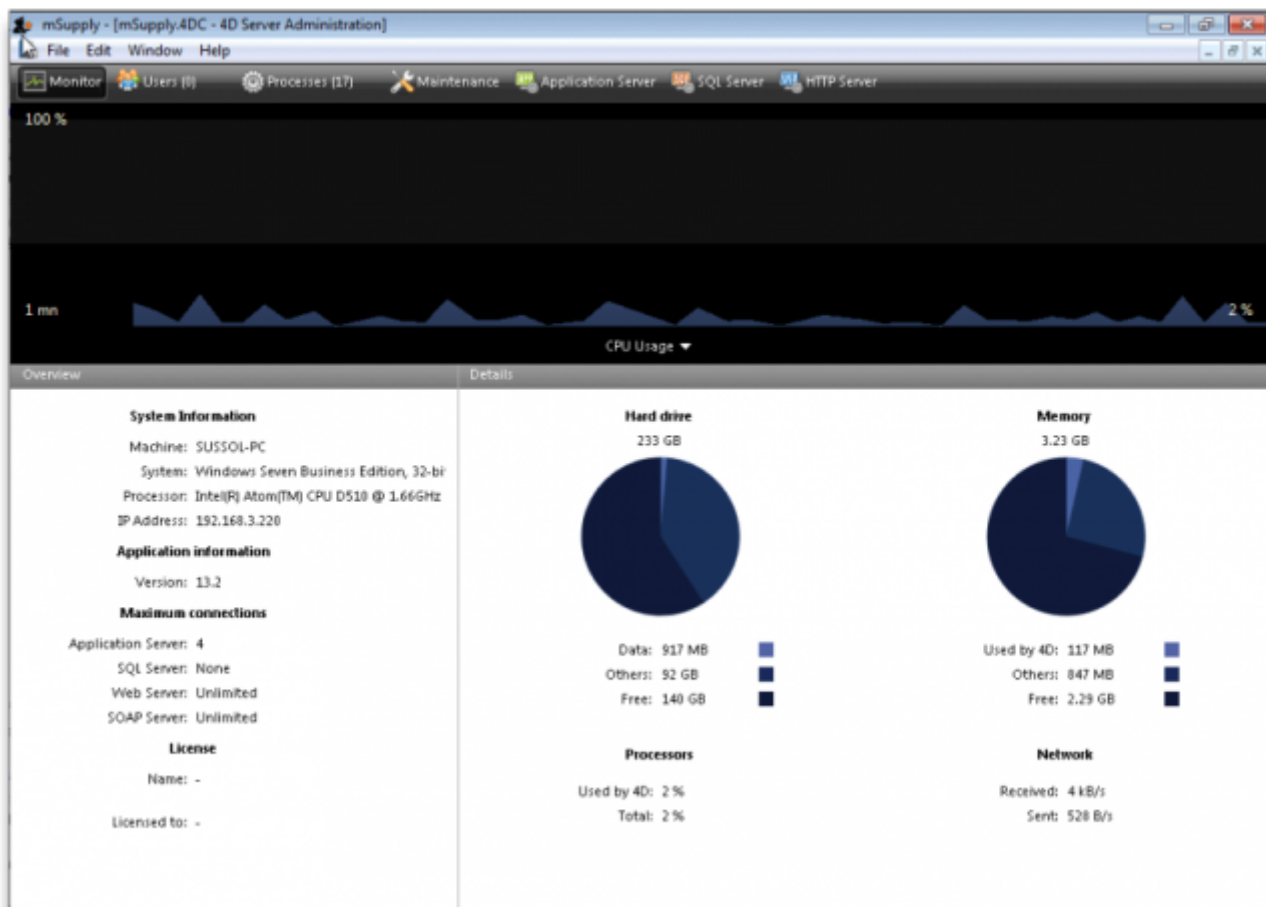 mSupply - [mSupply.4DC - 4D Server Administration]
File Edit Window Help
Monitor Users (0) Processes (17) Maintenance Application Server SQL Server HTTP Server
100 %
1 mn 2 %
CPU Usage
Overview Details
System Information
Machine: SUSSOL-PC
System: Windows Seven Business Edition, 32-bi
Processor: Intel(R) Atom(TM) CPU D510 @ 1.66GHz
IP Address: 192.168.3.220
Application information
Version: 13.2
Maximum connections
Application Server: 4
SQL Server: None
Web Server: Unlimited
SOAP Server: Unlimited
License
Name: -
Licensed to: -
Hard drive
233 GB
Data: 917 MB
Others: 92 GB
Free: 140 GB
Processors
Used by 4D: 2 %
Total: 2 %
Memory
3.23 GB
Used by 4D: 117 MB
Others: 847 MB
Free: 2.29 GB
Network
Received: 4 kB/s
Sent: 528 B/s